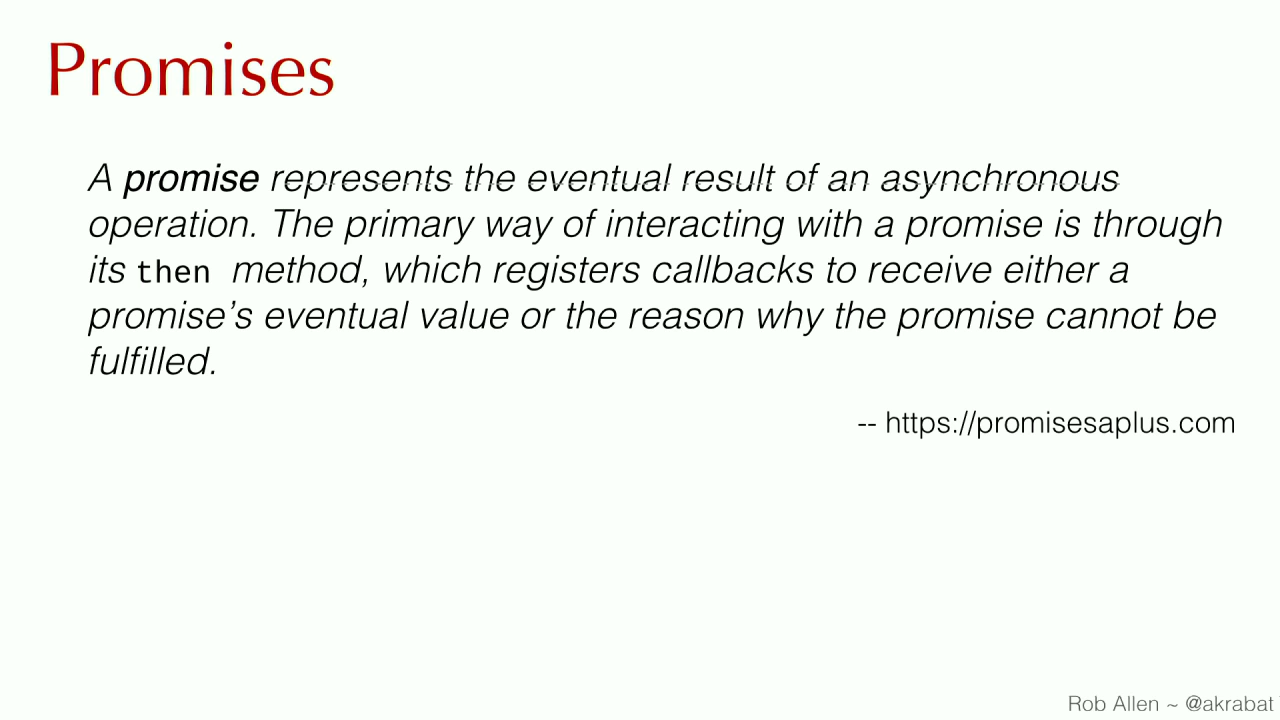 Promises
A promise represents the eventual result of an asynchronous
operation. The primary way of interacting with a promise is through
its then method, which registers callbacks to receive either a
promise’s eventual value or the reason why the promise cannot be
fulfilled.
-- https://promisesaplus.com
Rob Allen ~ @akrabat